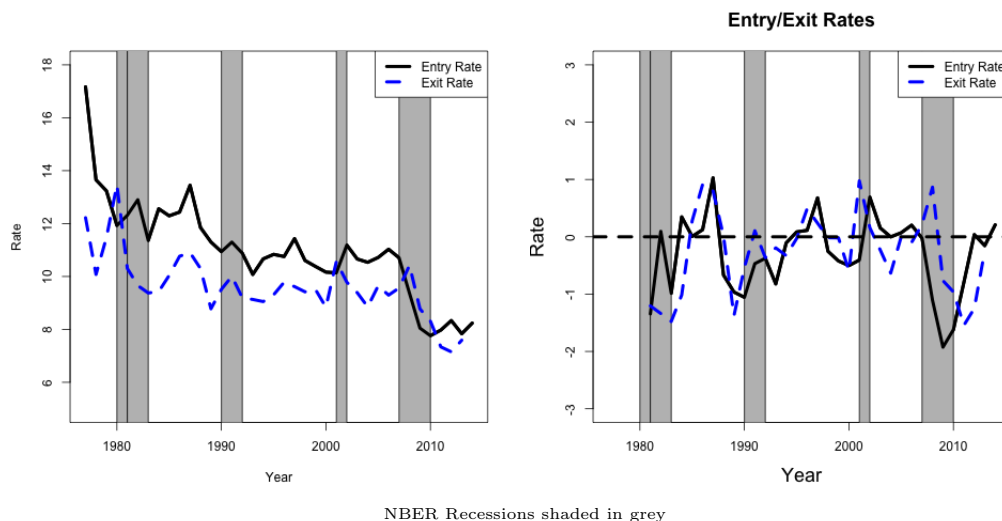 Entry/Exit Rates
Entry Rate
Exit Rate
18
16
14
12
10
8
6
Rate
1980
1990
2000
2010
Year
Entry Rate
Exit Rate
3
2
1
0
-1
-2
-3
Rate
1980
1990
2000
2010
Year
NBER Recessions shaded in grey